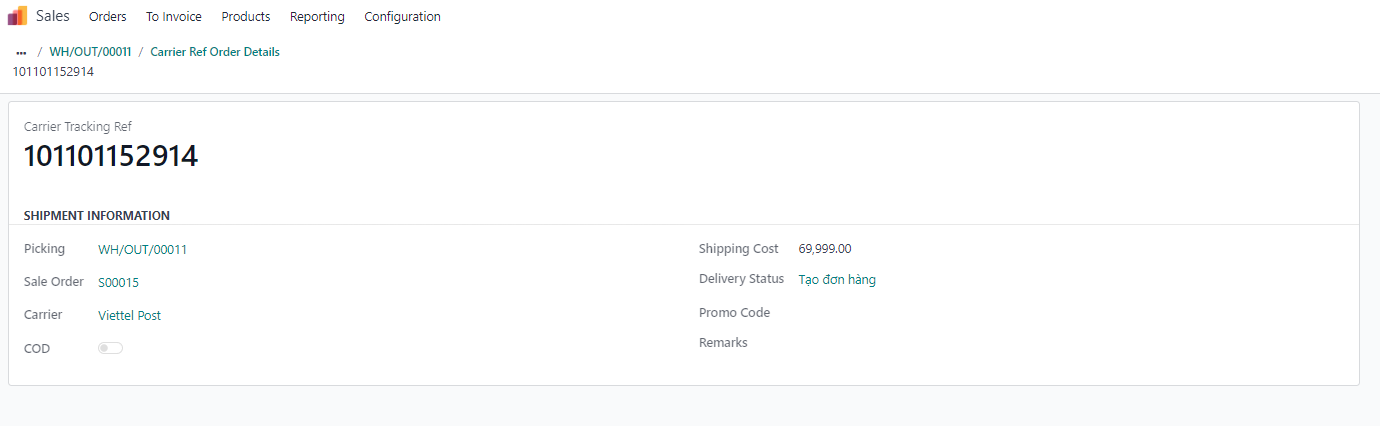 Sales Orders To Invoice Products Reporting Configuration
... / WH/OUT/00011 / Carrier Ref Order Details
101101152914
Carrier Tracking Ref
101101152914
SHIPMENT INFORMATION
Picking WH/OUT/00011 Shipping Cost 69,999.00
Sale Order S00015 Delivery Status Tạo đơn hàng
Carrier Viettel Post Promo Code
COD Remarks